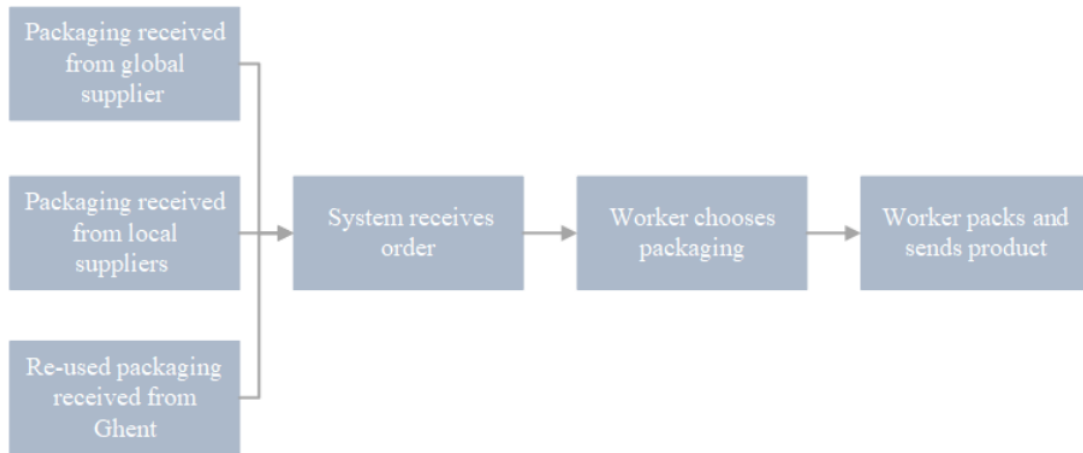 Packaging received
from global
supplier
Packaging received
from local
suppliers
Re-used packaging
received from
Ghent
System receives
order
Worker chooses
packaging
Worker packs and
sends product